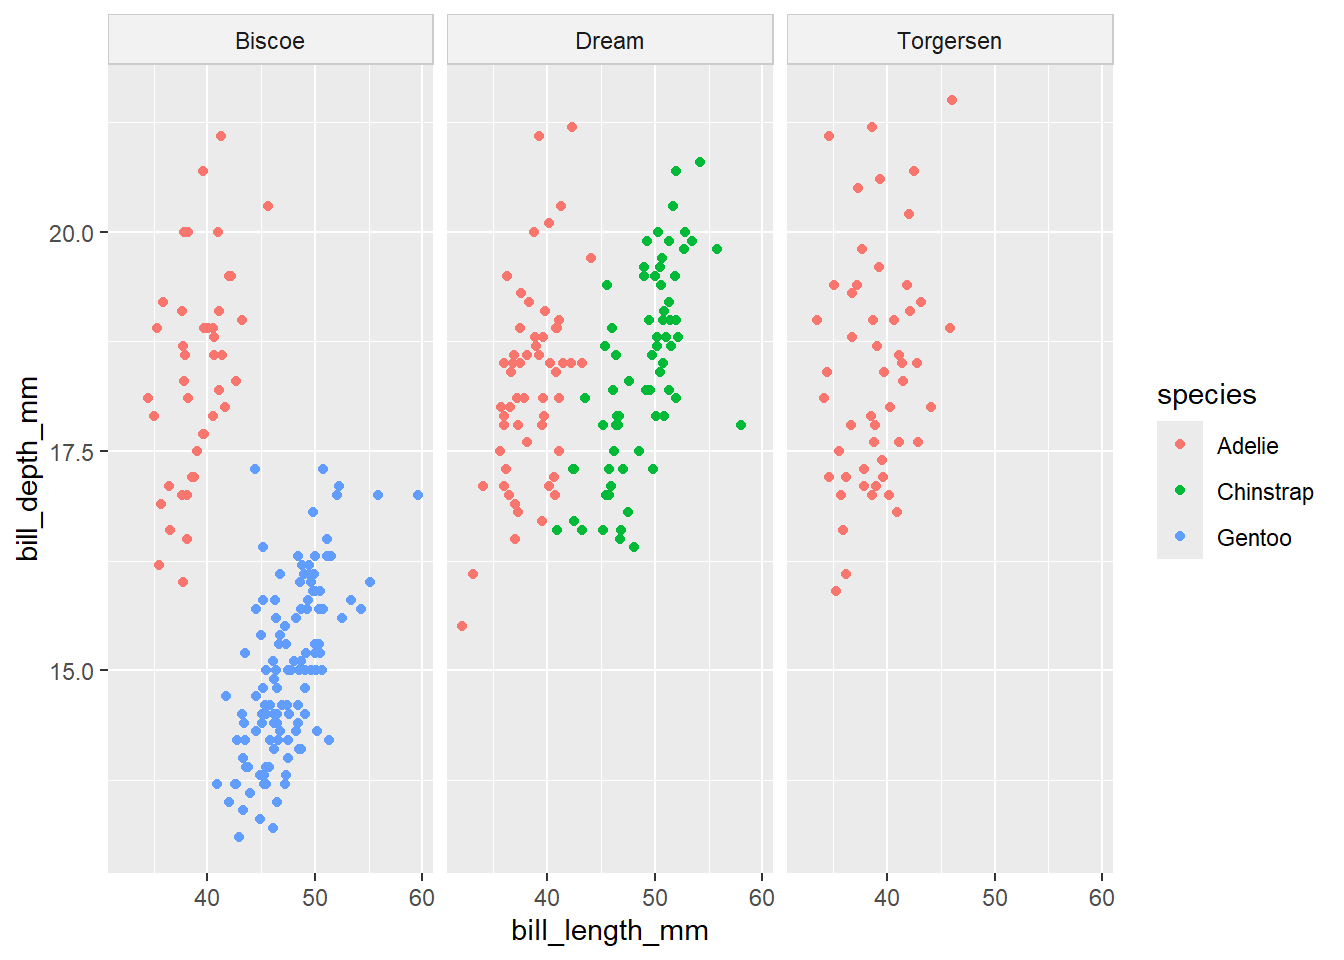 Biscoe Dream Torgersen
20.0
17.5
15.0
bill_depth_mm
40 50 60 40 50 60 40 50 60
bill_length_mm
species
Adelie
Chinstrap
Gentoo